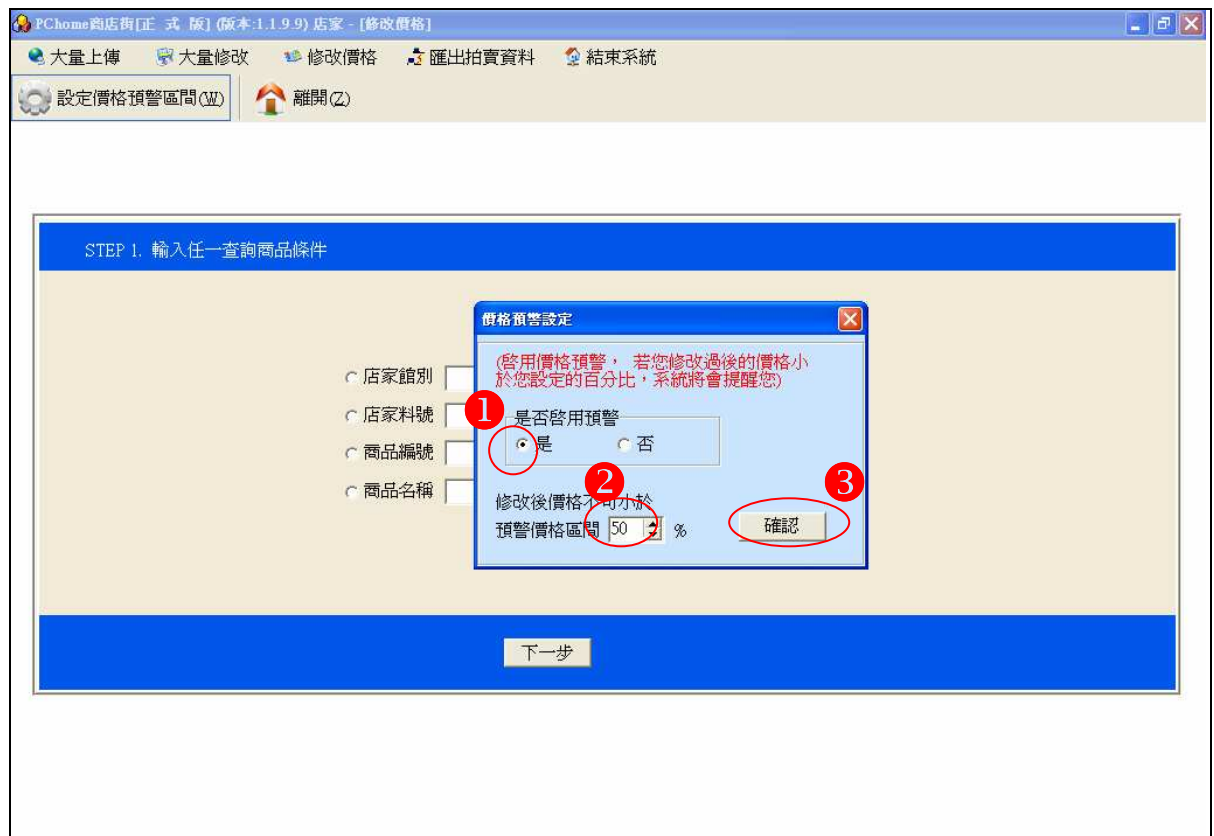 PChome商店街[正 式 版] (版本:1.1.9.9) 店家 - [修改價格]
大量上傳 大量修改 修改價格 匯出拍賣資料 結束系統
設定價格預警區間(W) 離開(Z)
STEP 1. 輸入任一查詢商品條件
價格預警設定
(啓用價格預警， 若您修改過後的價格小
於您設定的百分比，系統將會提醒您)
店家館別
店家料號
商品編號
商品名稱
1
是否啓用預警
是 否
2
3
修改後價格不可小於
預警價格區間 50 %
確認
下一步